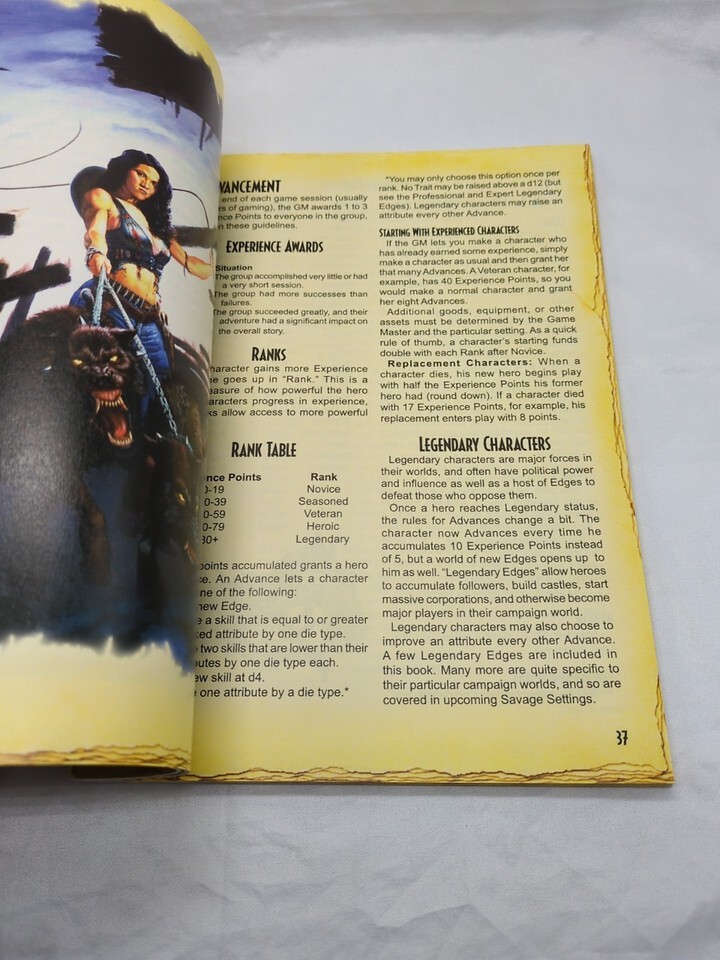 VANCEMENT
end of each game session (usually
rs of gaming), the GM awards 1 to 3
nce Points to everyone in the group,
n these guidelines.
EXPERIENCE AWARDS
Situation
The group accomplished very little or had
a very short session.
The group had more successes than
failures.
The group succeeded greatly, and their
adventure had a significant impact on
the overall story.
RANKS
haracter gains more Experience
e goes up in “Rank.” This is a
easure of how powerful the hero
aracters progress in experience,
ks allow access to more powerful
RANK TABLE
nce Points Rank
0-19 Novice
0-39 Seasoned
0-59 Veteran
0-79 Heroic
80+ Legendary
points accumulated grants a hero
ce. An Advance lets a character
ne of the following:
new Edge.
e a skill that is equal to or greater
ked attribute by one die type.
two skills that are lower than their
butes by one die type each.
ew skill at d4.
one attribute by a die type.*
*You may only choose this option once per
rank. No Trait may be raised above a d12 (but
see the Professional and Expert Legendary
Edges). Legendary characters may raise an
attribute every other Advance.
STARTING WITH EXPERIENCED CHARACTERS
If the GM lets you make a character who
has already earned some experience, simply
make a character as usual and then grant her
that many Advances. A Veteran character, for
example, has 40 Experience Points, so you
would make a normal character and grant
her eight Advances.
Additional goods, equipment, or other
assets must be determined by the Game
Master and the particular setting. As a quick
rule of thumb, a character’s starting funds
double with each Rank after Novice.
Replacement Characters: When a
character dies, his new hero begins play
with half the Experience Points his former
hero had (round down). If a character died
with 17 Experience Points, for example, his
replacement enters play with 8 points.
LEGENDARY CHARACTERS
Legendary characters are major forces in
their worlds, and often have political power
and influence as well as a host of Edges to
defeat those who oppose them.
Once a hero reaches Legendary status,
the rules for Advances change a bit. The
character now Advances every time he
accumulates 10 Experience Points instead
of 5, but a world of new Edges opens up to
him as well. “Legendary Edges” allow heroes
to accumulate followers, build castles, start
massive corporations, and otherwise become
major players in their campaign world.
Legendary characters may also choose to
improve an attribute every other Advance.
A few Legendary Edges are included in
this book. Many more are quite specific to
their particular campaign worlds, and so are
covered in upcoming Savage Settings.
37